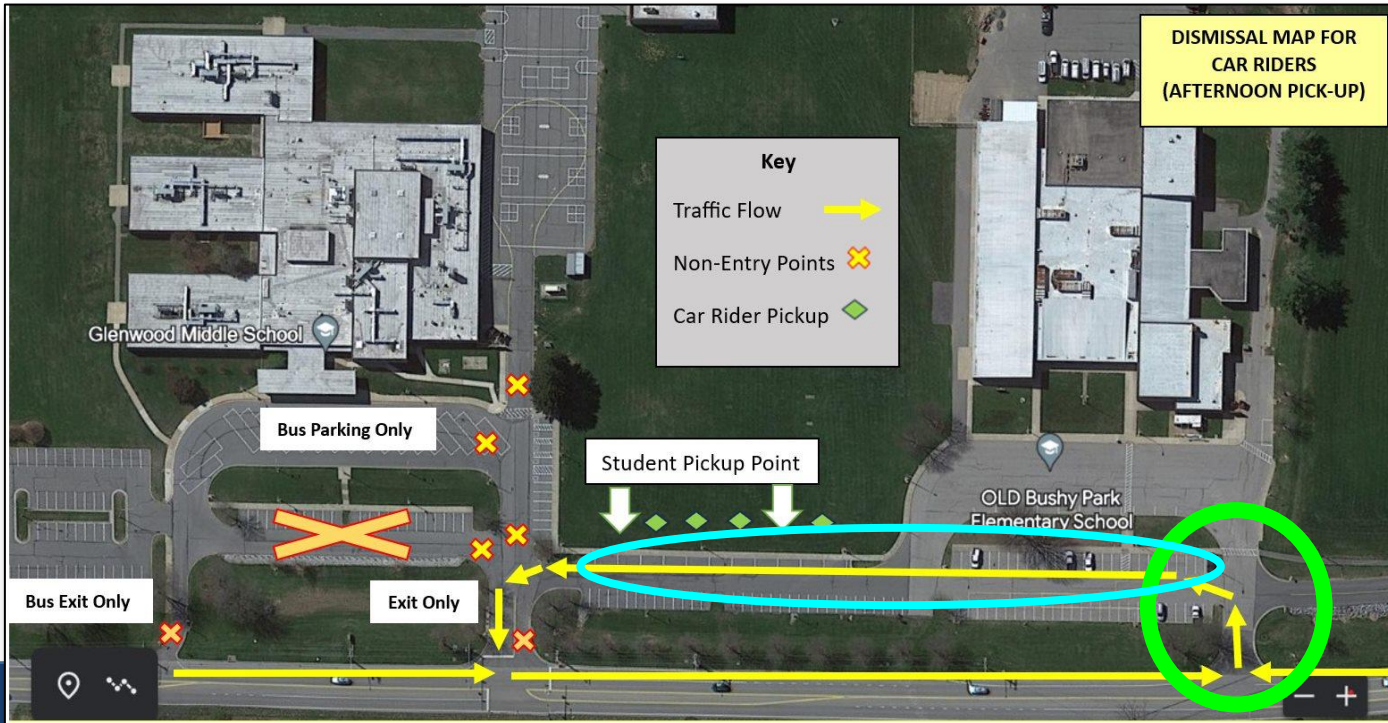 DISMISSAL MAP FOR
CAR RIDERS
(AFTERNOON PICK-UP)
Key
Traffic Flow
Non-Entry Points
Car Rider Pickup
Glenwood Middle School
Bus Parking Only
Student Pickup Point
OLD Bushy Park
Elementary School
Bus Exit Only
Exit Only